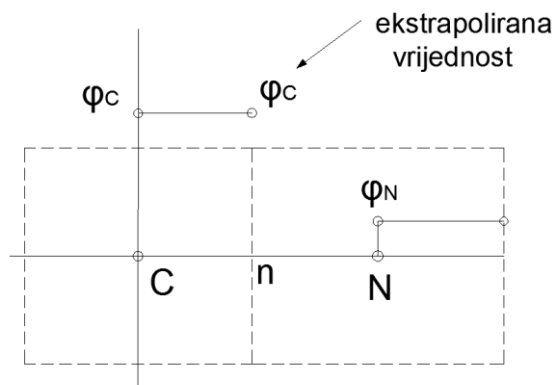 ekstrapolirana
vrijednost
φC
φC
φN
C
n
N